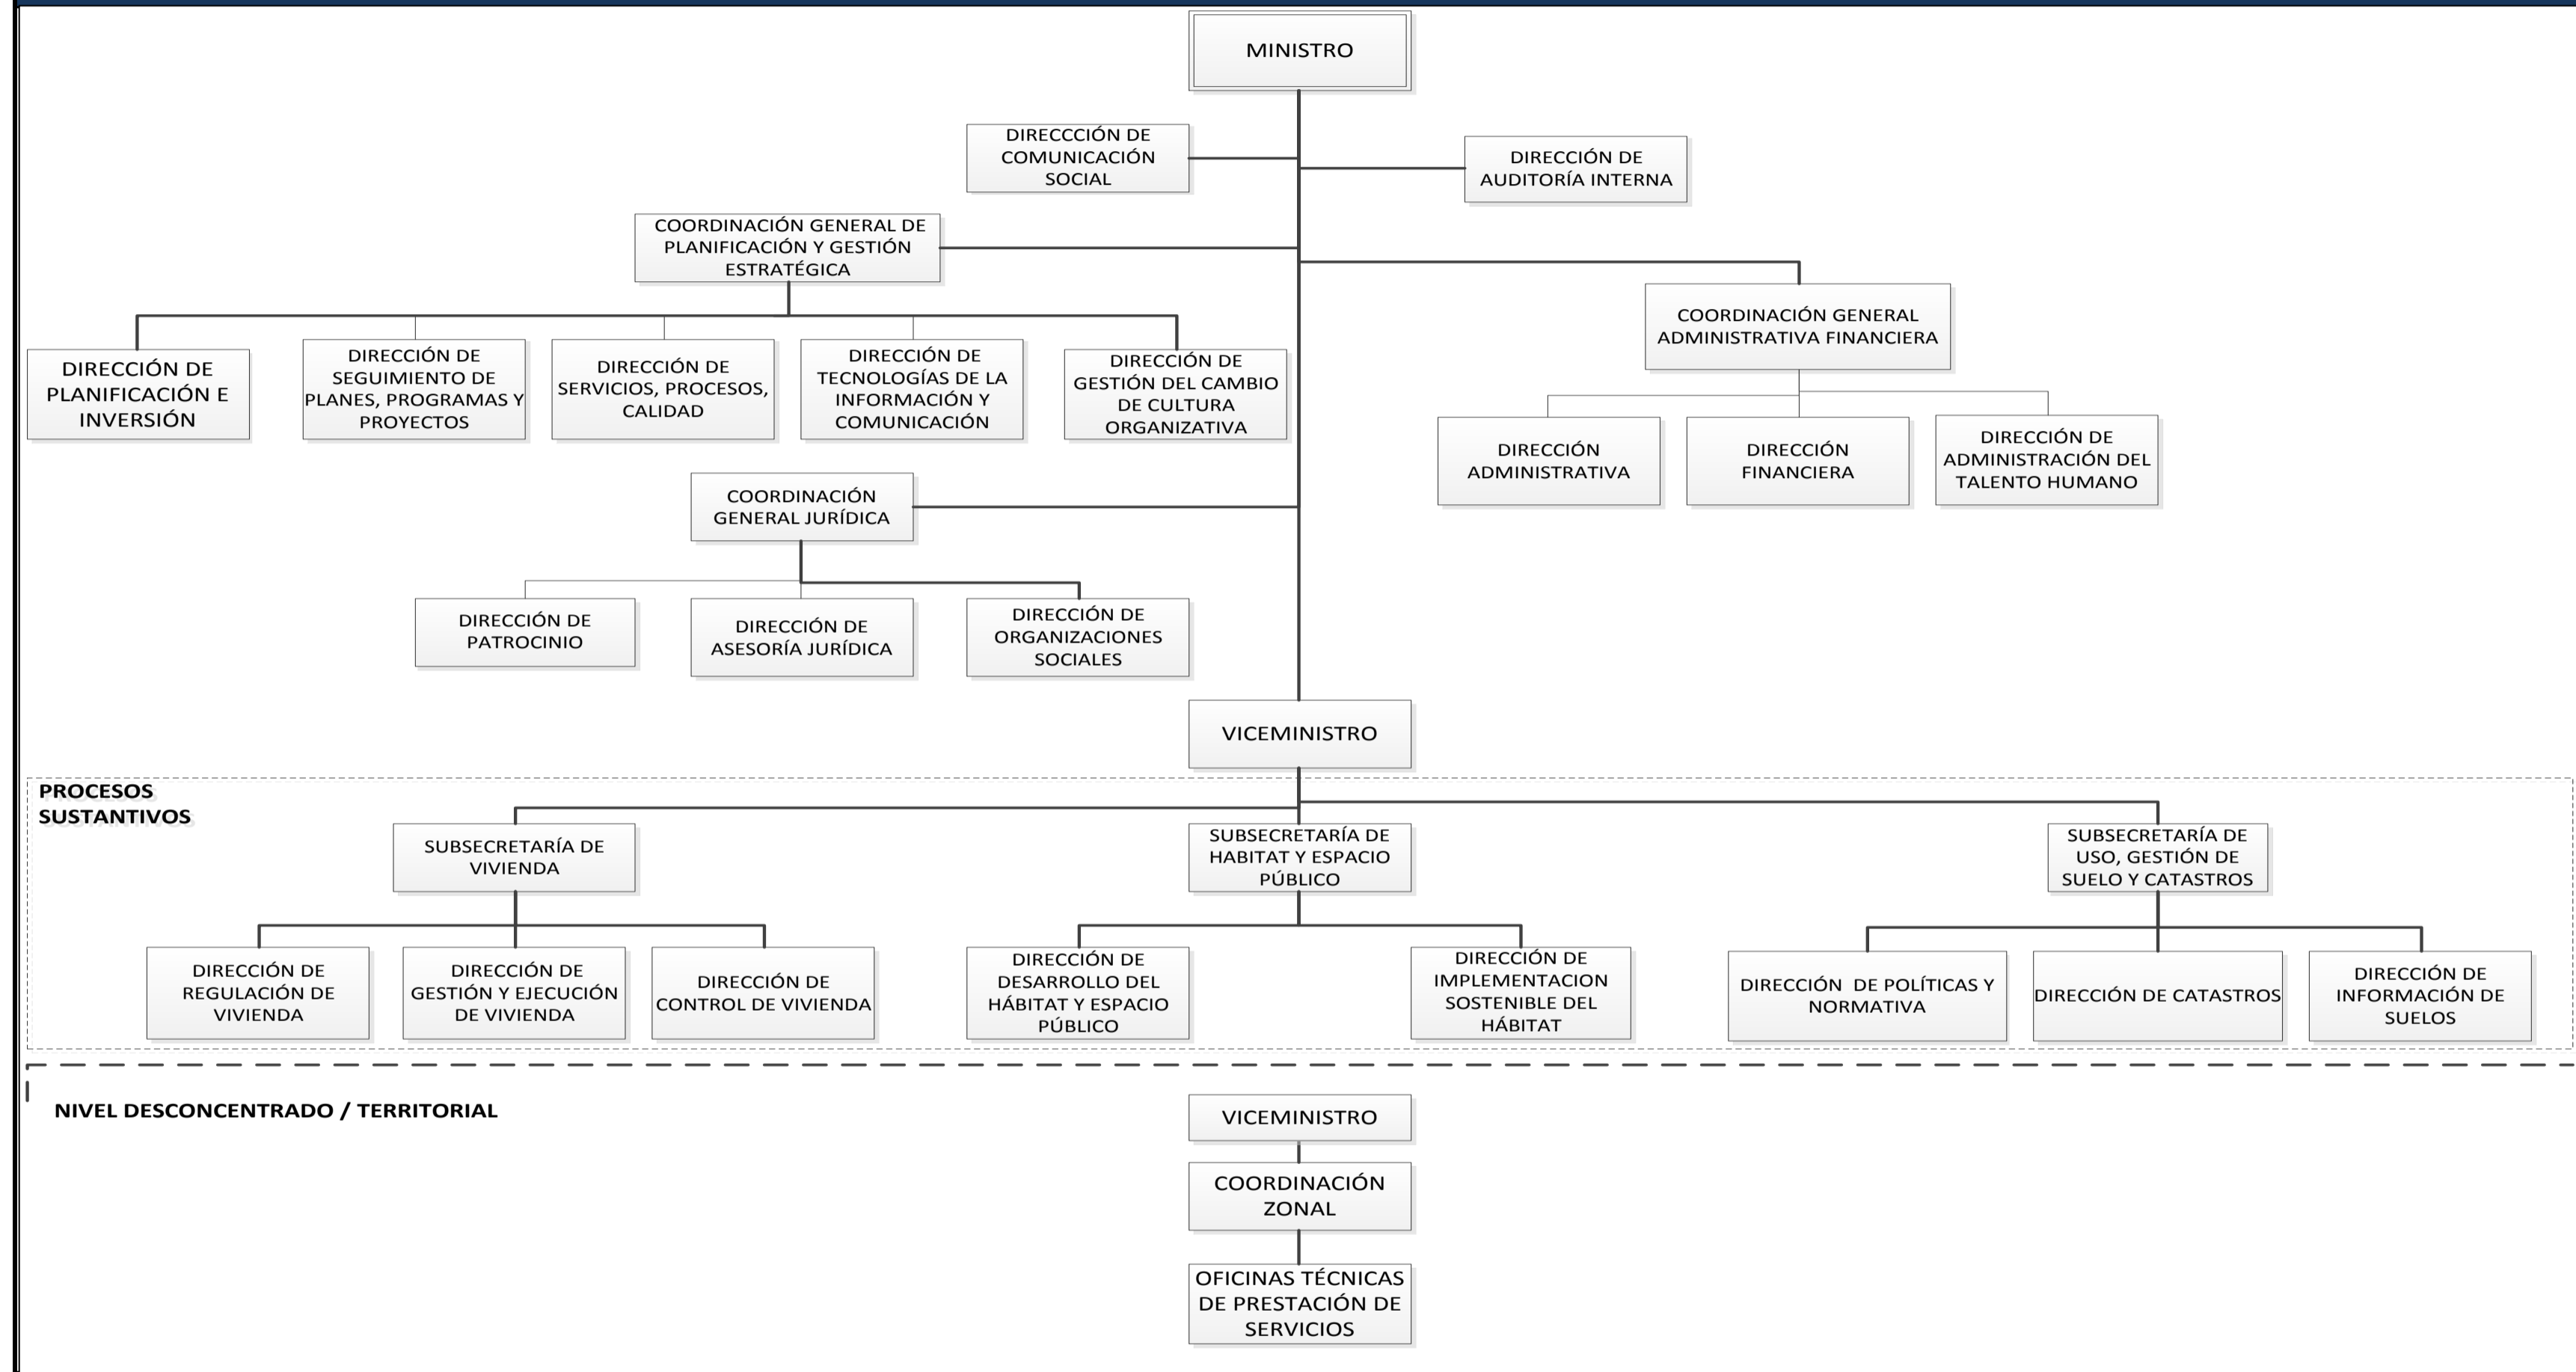 MINISTRO
DIRECCCIÓN DE
COMUNICACIÓN
SOCIAL
DIRECCIÓN DE
AUDITORÍA INTERNA
COORDINACIÓN GENERAL DE
PLANIFICACIÓN Y GESTIÓN
ESTRATÉGICA
COORDINACIÓN GENERAL
ADMINISTRATIVA FINANCIERA
DIRECCIÓN DE
PLANIFICACIÓN E
INVERSIÓN
DIRECCIÓN DE
SEGUIMIENTO DE
PLANES, PROGRAMAS Y
PROYECTOS
DIRECCIÓN DE
SERVICIOS, PROCESOS,
CALIDAD
DIRECCIÓN DE
TECNOLOGÍAS DE LA
INFORMACIÓN Y
COMUNICACIÓN
DIRECCIÓN DE
GESTIÓN DEL CAMBIO
DE CULTURA
ORGANIZATIVA
DIRECCIÓN
ADMINISTRATIVA
DIRECCIÓN
FINANCIERA
DIRECCIÓN DE
ADMINISTRACIÓN DEL
TALENTO HUMANO
COORDINACIÓN
GENERAL JURÍDICA
DIRECCIÓN DE
PATROCINIO
DIRECCIÓN DE
ASESORÍA JURÍDICA
DIRECCIÓN DE
ORGANIZACIONES
SOCIALES
VICEMINISTRO
PROCESOS
SUSTANTIVOS
SUBSECRETARÍA DE
VIVIENDA
SUBSECRETARÍA DE
HABITAT Y ESPACIO
PÚBLICO
SUBSECRETARÍA DE
USO, GESTIÓN DE
SUELO Y CATASTROS
DIRECCIÓN DE
REGULACIÓN DE
VIVIENDA
DIRECCIÓN DE
GESTIÓN Y EJECUCIÓN
DE VIVIENDA
DIRECCIÓN DE
CONTROL DE VIVIENDA
DIRECCIÓN DE
DESARROLLO DEL
HÁBITAT Y ESPACIO
PÚBLICO
DIRECCIÓN DE
IMPLEMENTACION
SOSTENIBLE DEL
HÁBITAT
DIRECCIÓN DE POLÍTICAS Y
NORMATIVA
DIRECCIÓN DE CATASTROS
DIRECCIÓN DE
INFORMACIÓN DE
SUELOS
NIVEL DESCONCENTRADO / TERRITORIAL
VICEMINISTRO
COORDINACIÓN
ZONAL
OFICINAS TÉCNICAS
DE PRESTACIÓN DE
SERVICIOS